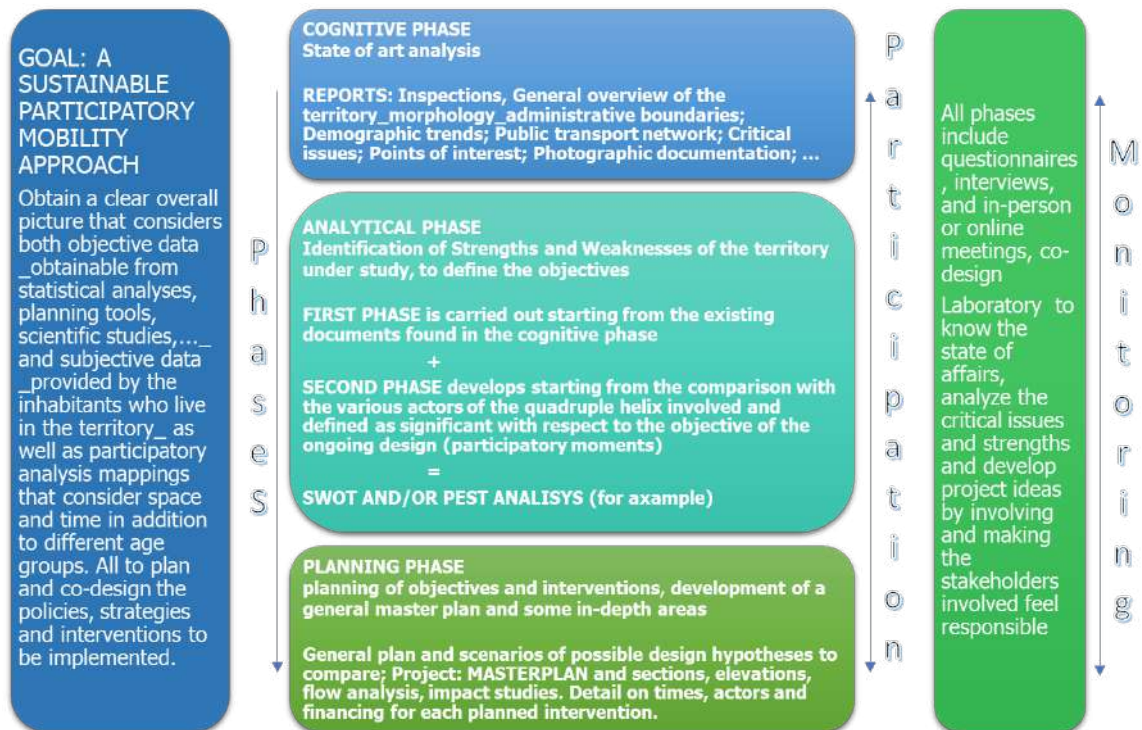 GOAL: A
SUSTAINABLE
PARTICIPATORY
MOBILITY
APPROACH
Obtain a clear overall
picture that considers
both objective data
_obtainable from
statistical analyses,
planning tools,
scientific studies,..._
and subjective data
_provided by the
inhabitants who live
in the territory_ as
well as participatory
analysis mappings
that consider space
and time in addition
to different age
groups. All to plan
and co-design the
policies, strategies
and interventions to
be implemented.
PhaseS
COGNITIVE PHASE
State of art analysis
REPORTS: Inspections, General overview of the
territory_morphology_administrative boundaries;
Demographic trends; Public transport network; Critical
issues; Points of interest; Photographic documentation; ...
ANALYTICAL PHASE
Identification of Strengths and Weaknesses of the territory
under study, to define the objectives
FIRST PHASE is carried out starting from the existing
documents found in the cognitive phase
+
SECOND PHASE develops starting from the comparison with
the various actors of the quadruple helix involved and
defined as significant with respect to the objective of the
ongoing design (participatory moments)
=
SWOT AND/OR PEST ANALISYS (for axample)
PLANNING PHASE
planning of objectives and interventions, development of a
general master plan and some in-depth areas
General plan and scenarios of possible design hypotheses to
compare; Project: MASTERPLAN and sections, elevations,
flow analysis, impact studies. Detail on times, actors and
financing for each planned intervention.
Participation
All phases
include
questionnaires
, interviews,
and in-person
or online
meetings, co-
design
Laboratory to
know the
state of
affairs,
analyze the
critical issues
and strengths
and develop
project ideas
by involving
and making
the
stakeholders
involved feel
responsible
Monitoring